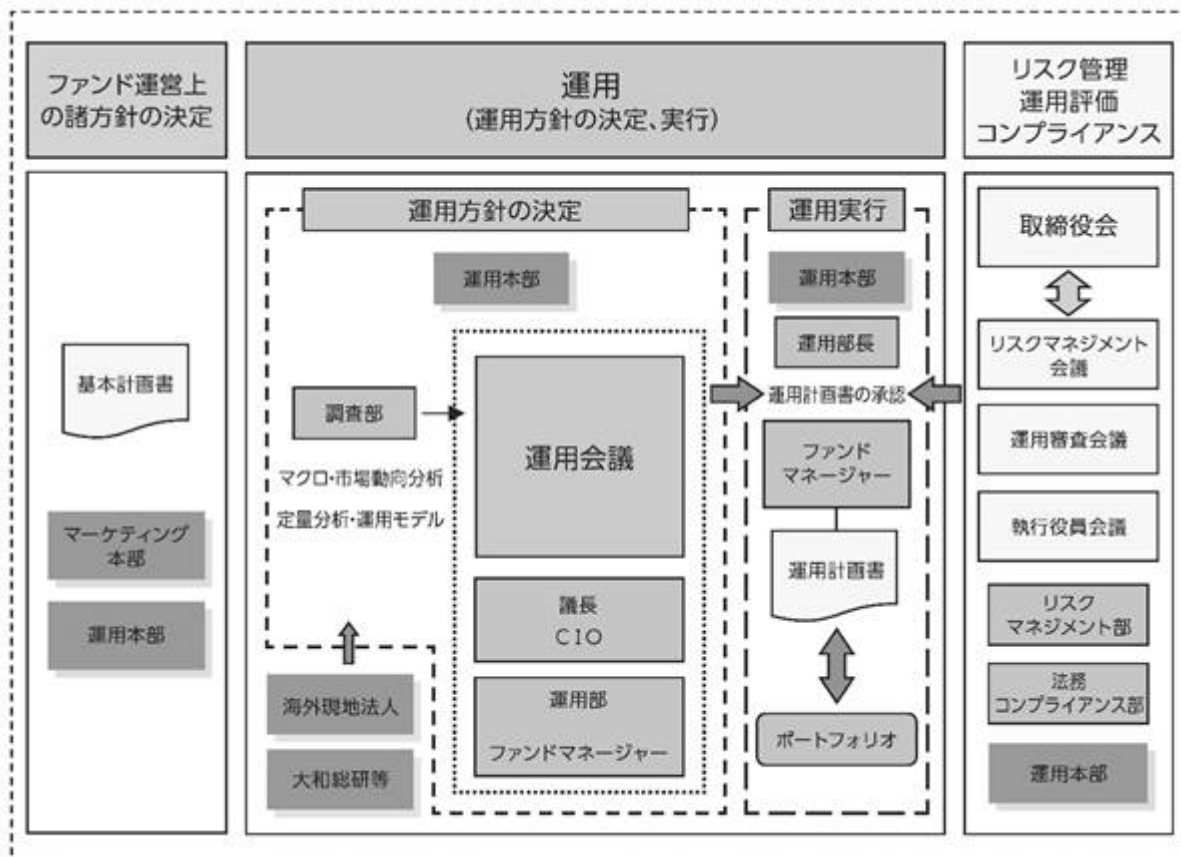 ファンド運営上
の諸方針の決定
運用
(運用方針の決定、実行)
リスク管理
運用評価
コンプライアンス
基本計画書
マーケティング
本部
運用本部
運用方針の決定
運用本部
調査部
マクロ・市場動向分析
定量分析・運用モデル
海外現地法人
大和総研等
運用会議
議長
CIO
運用部
ファンドマネージャー
運用実行
運用本部
運用部長
運用計画書の承認
ファンド
マネージャー
運用計画書
ポートフォリオ
取締役会
リスクマネジメント
会議
運用審査会議
執行役員会議
リスク
マネジメント部
法務
コンプライアンス部
運用本部